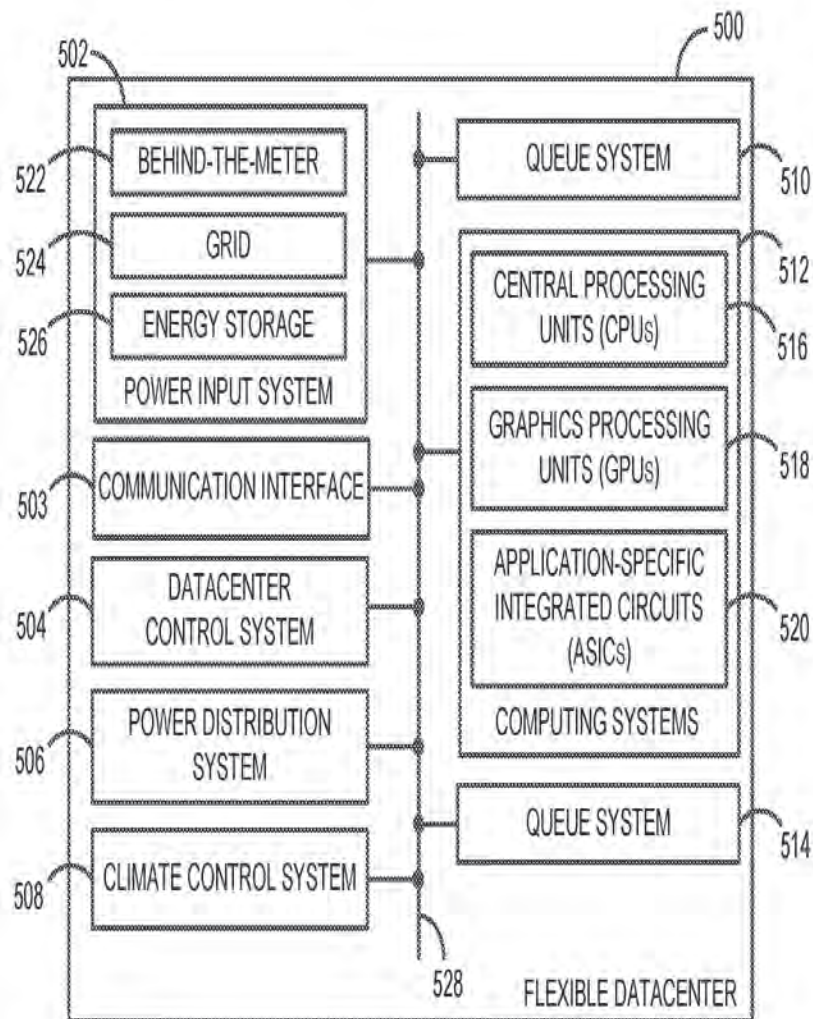 500
502
BEHIND-THE-METER
522
GRID
524
ENERGY STORAGE
526
POWER INPUT SYSTEM
COMMUNICATION INTERFACE
503
DATACENTER
CONTROL SYSTEM
504
POWER DISTRIBUTION
SYSTEM
506
CLIMATE CONTROL SYSTEM
508
QUEUE SYSTEM
510
512
CENTRAL PROCESSING
UNITS (CPUs)
516
GRAPHICS PROCESSING
UNITS (GPUs)
518
APPLICATION-SPECIFIC
INTEGRATED CIRCUITS
(ASICs)
520
COMPUTING SYSTEMS
QUEUE SYSTEM
514
528
FLEXIBLE DATACENTER